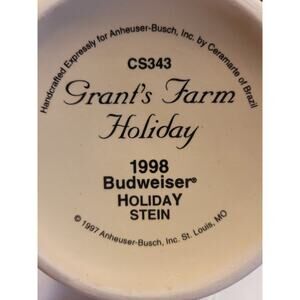 Handcrafted Expressly for Anheuser-Busch, Inc. by Ceramarte of Brazil
CS343
Grant's Farm
Holiday
1998
Budweiser®
HOLIDAY
STEIN
© 1997 Anheuser-Busch, Inc. St. Louis, MO